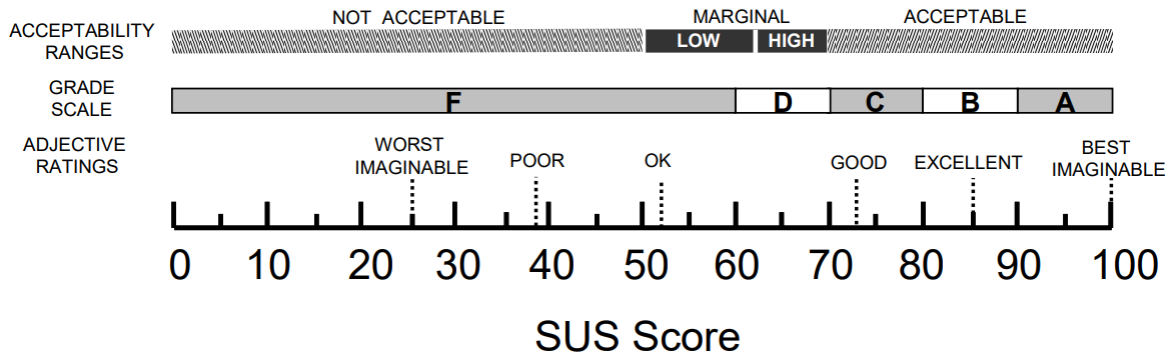 NOT ACCEPTABLE
MARGINAL
ACCEPTABLE
ACCEPTABILITY
RANGES
LOW
HIGH
GRADE
SCALE
F
D
C
B
A
ADJECTIVE
RATINGS
WORST
IMAGINABLE
POOR
OK
GOOD
EXCELLENT
BEST
IMAGINABLE
0 10 20 30 40 50 60 70 80 90 100
SUS Score